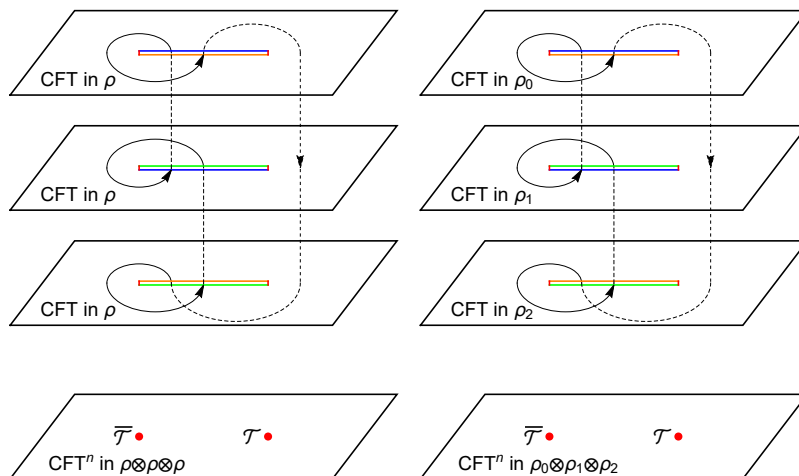 CFT in ρ
CFT in ρ₀
CFT in ρ
CFT in ρ₁
CFT in ρ
CFT in ρ₂
𝒯̅ 𝒯
CFTⁿ in ρ⊗ρ⊗ρ
𝒯̅ 𝒯
CFTⁿ in ρ₀⊗ρ₁⊗ρ₂